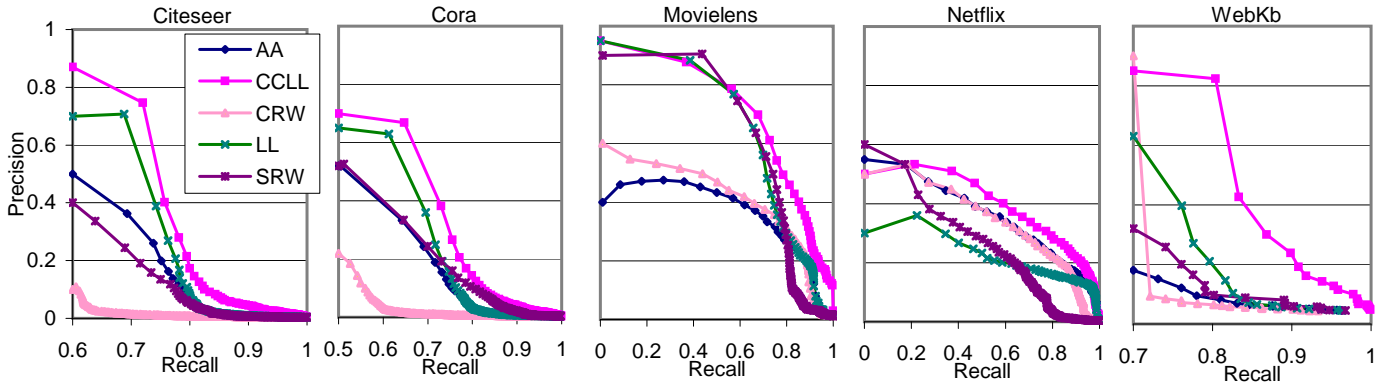 Citeseer Cora Movielens Netflix WebKb
Precision
1
0.8
0.6
0.4
0.2
0
AA
CCLL
CRW
LL
SRW
0.6 0.7 0.8 0.9 1
Recall
0.5 0.6 0.7 0.8 0.9 1
Recall
0 0.2 0.4 0.6 0.8 1
Recall
0 0.2 0.4 0.6 0.8 1
Recall
0.7 0.8 0.9 1
Recall